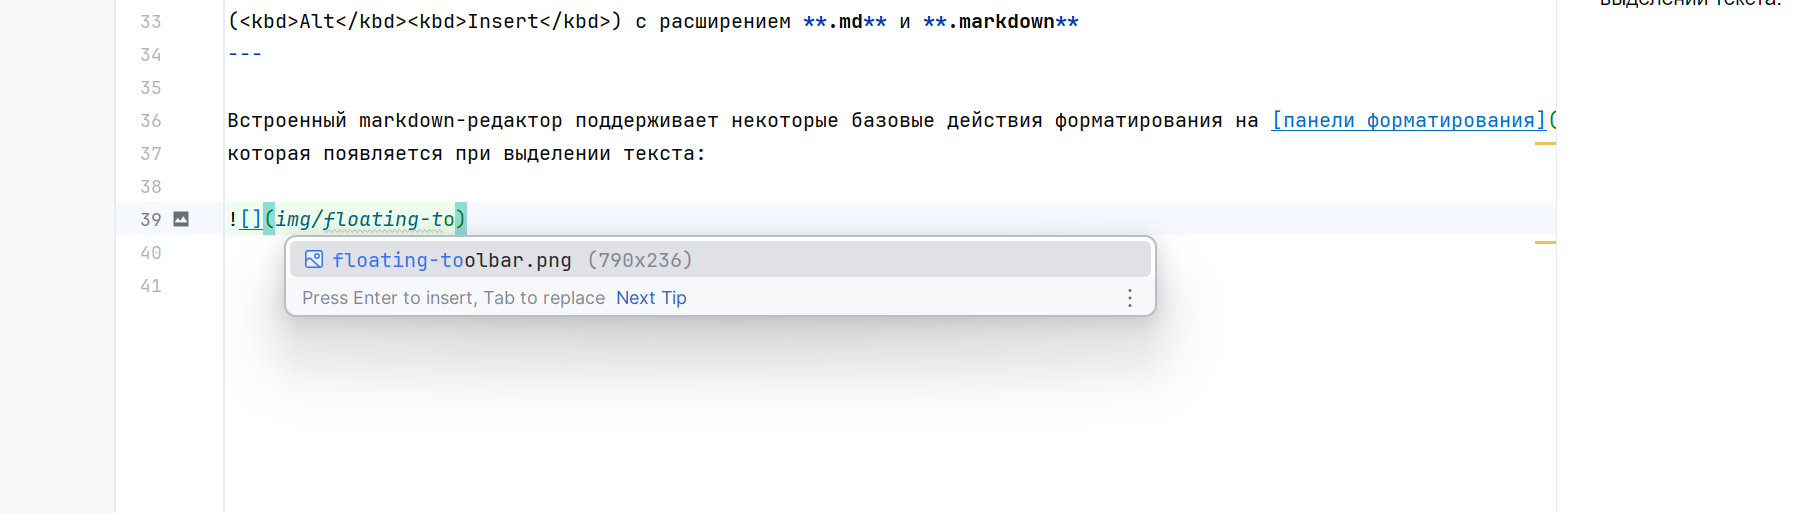 выделении текста:
33 (<kbd>Alt</kbd><kbd>Insert</kbd>) с расширением **.md** и **.markdown**
34 ---
35
36 Встроенный markdown-редактор поддерживает некоторые базовые действия форматирования на [панели форматирования](
37 которая появляется при выделении текста:
38
39 ![](img/floating-to)
40 floating-toolbar.png (790x236)
41 Press Enter to insert, Tab to replace Next Tip